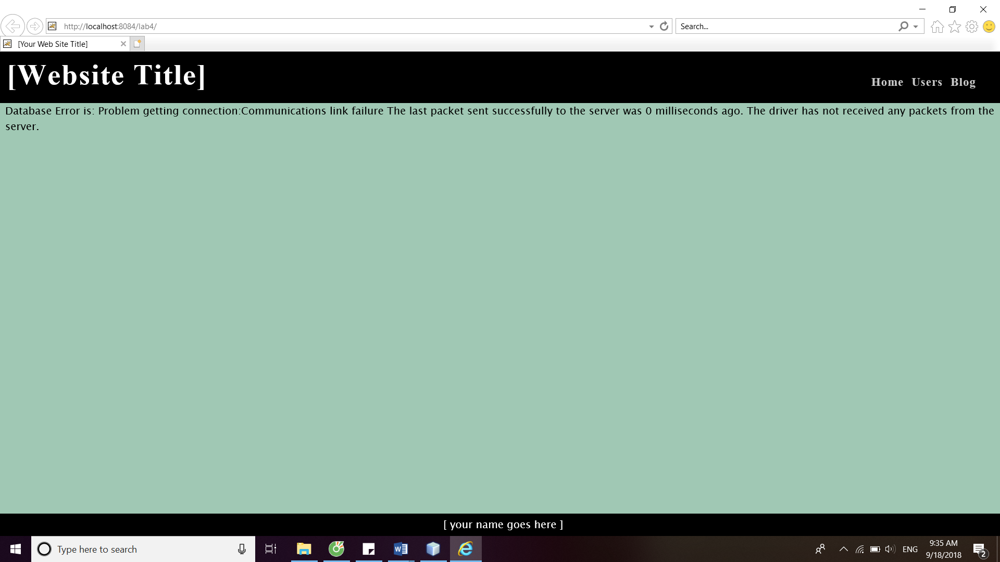 http://localhost:8084/lab4/
Search...
[Your Web Site Title]
[Website Title]
Home Users Blog
Database Error is: Problem getting connection:Communications link failure The last packet sent successfully to the server was 0 milliseconds ago. The driver has not received any packets from the
server.
[ your name goes here ]
Type here to search
ENG
9:35 AM
9/18/2018
2